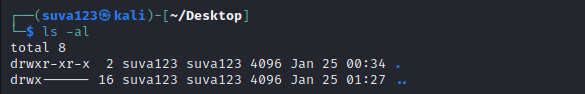 ┌──(suva123㉿kali)-[~/Desktop]
└─$ ls -al
total 8
drwxr-xr-x  2 suva123 suva123 4096 Jan 25 00:34 .
drwx------ 16 suva123 suva123 4096 Jan 25 01:27 ..